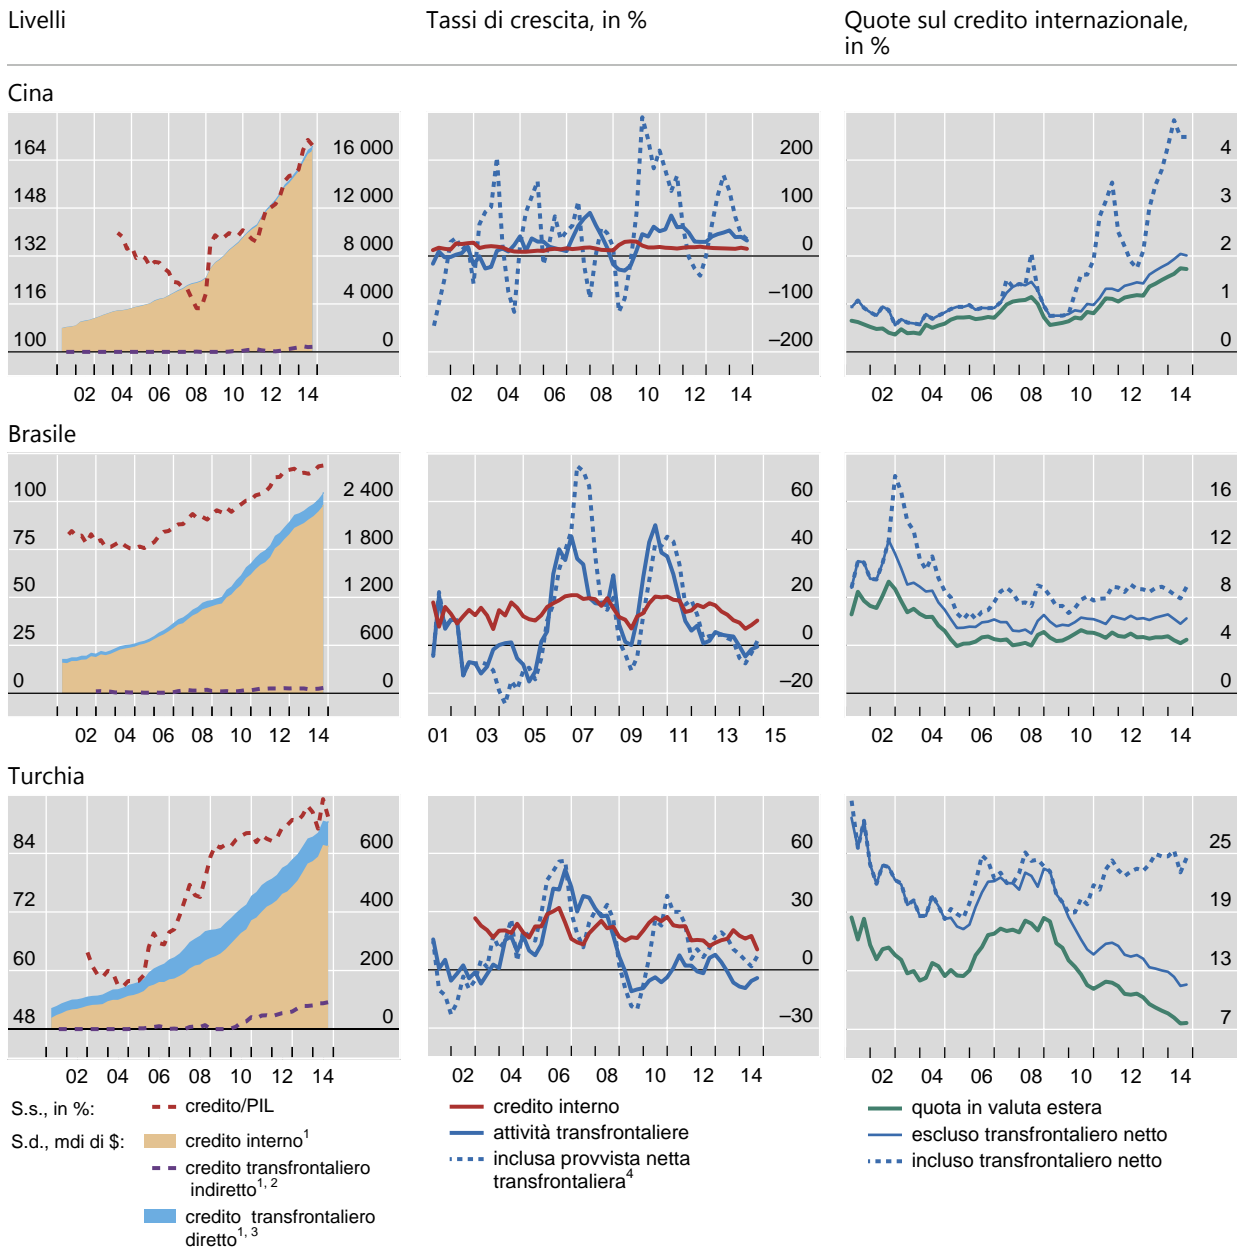 Livelli
Tassi di crescita, in %
Quote sul credito internazionale,
in %
Cina
164
148
132
116
100
16 000
12 000
8 000
4 000
0
02 04 06 08 10 12 14
200
100
0
–100
–200
02 04 06 08 10 12 14
4
3
2
1
0
02 04 06 08 10 12 14
Brasile
100
75
50
25
0
2 400
1 800
1 200
600
0
02 04 06 08 10 12 14
60
40
20
0
–20
01 03 05 07 09 11 13 15
16
12
8
4
0
02 04 06 08 10 12 14
Turchia
84
72
60
48
600
400
200
0
02 04 06 08 10 12 14
60
30
0
–30
02 04 06 08 10 12 14
25
19
13
7
02 04 06 08 10 12 14
S.s., in %:
credito/PIL
S.d., mdi di $:
credito interno1
credito transfrontaliero
indiretto1, 2
credito transfrontaliero
diretto1, 3
credito interno
attività transfrontaliere
inclusa provvista netta
transfrontaliera4
quota in valuta estera
escluso transfrontaliero netto
incluso transfrontaliero netto